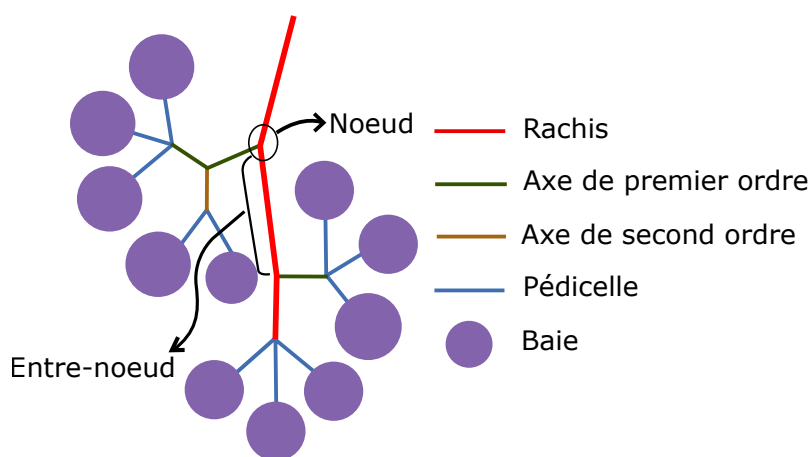 Noeud
Rachis
Axe de premier ordre
Axe de second ordre
Pédicelle
Baie
Entre-noeud